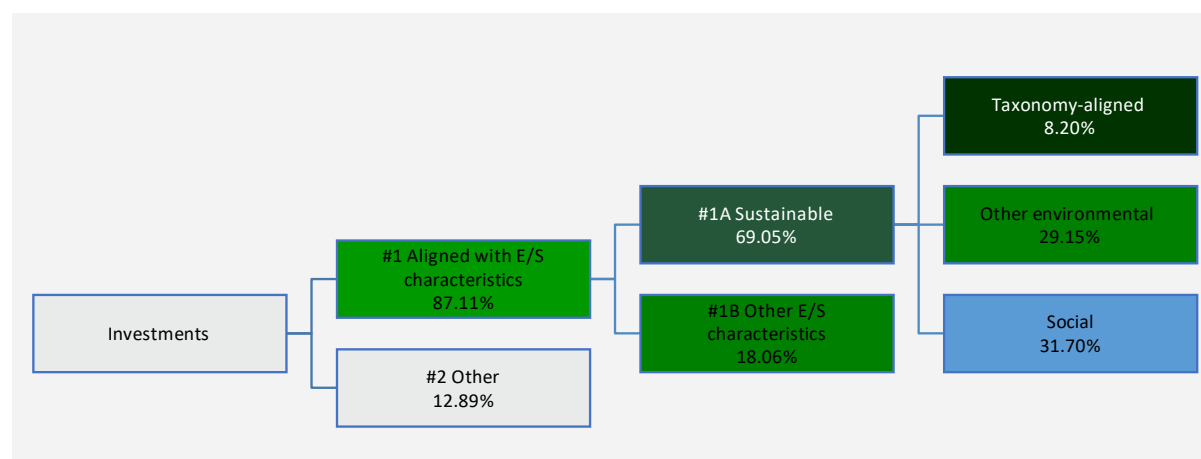 Investments
#1 Aligned with E/S
characteristics
87.11%
#2 Other
12.89%
#1A Sustainable
69.05%
#1B Other E/S
characteristics
18.06%
Taxonomy-aligned
8.20%
Other environmental
29.15%
Social
31.70%